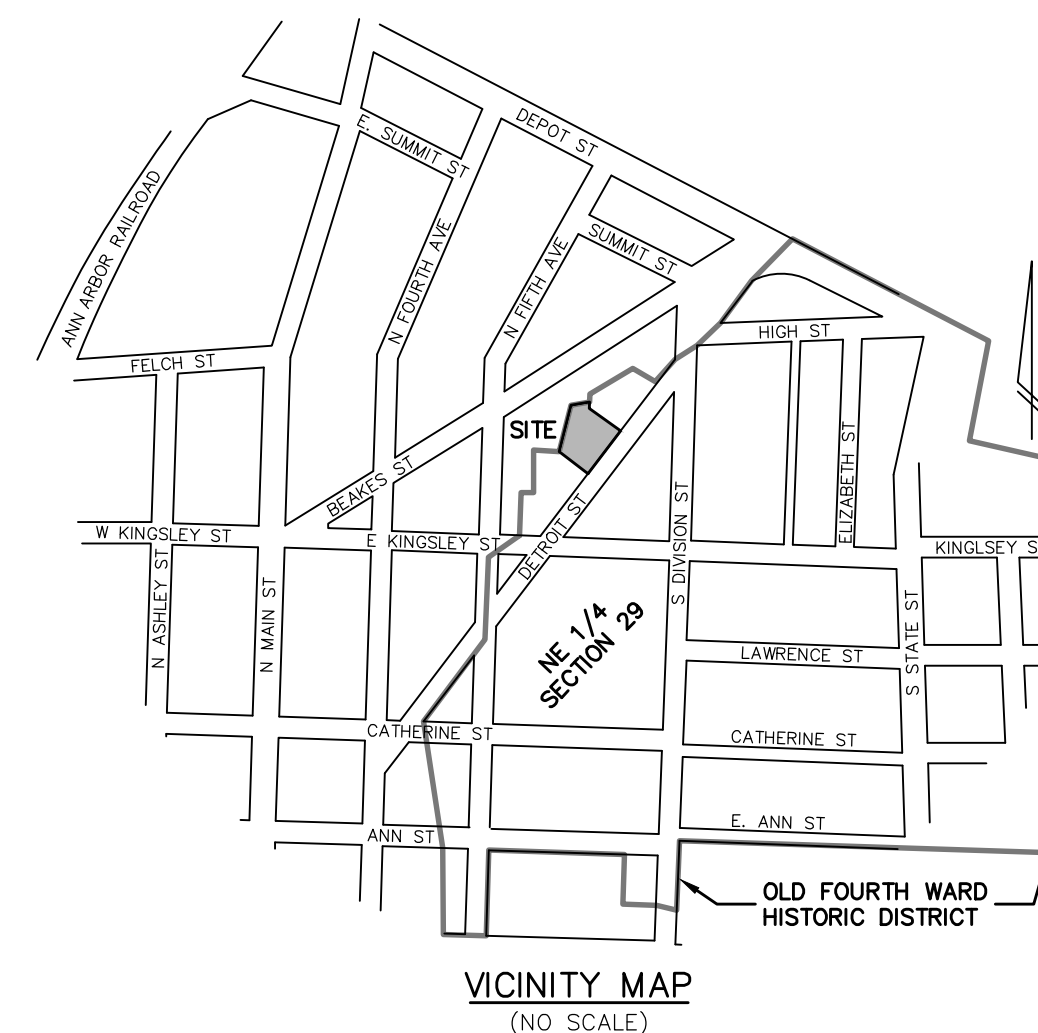 DEPOT ST
E. SUMMIT ST
ANN ARBOR RAILROAD
N FOURTH AVE
N FIFTH AVE
SUMMIT ST
HIGH ST
FELCH ST
SITE
ELIZABETH ST
BEAKES ST
DETROIT ST
S DIVISION ST
W KINGSLEY ST
E KINGSLEY ST
KINGLSEY S
N ASHLEY ST
N MAIN ST
NE 1/4
SECTION 29
S STATE ST
LAWRENCE ST
CATHERINE ST
CATHERINE ST
ANN ST
E. ANN ST
OLD FOURTH WARD
HISTORIC DISTRICT
VICINITY MAP
(NO SCALE)